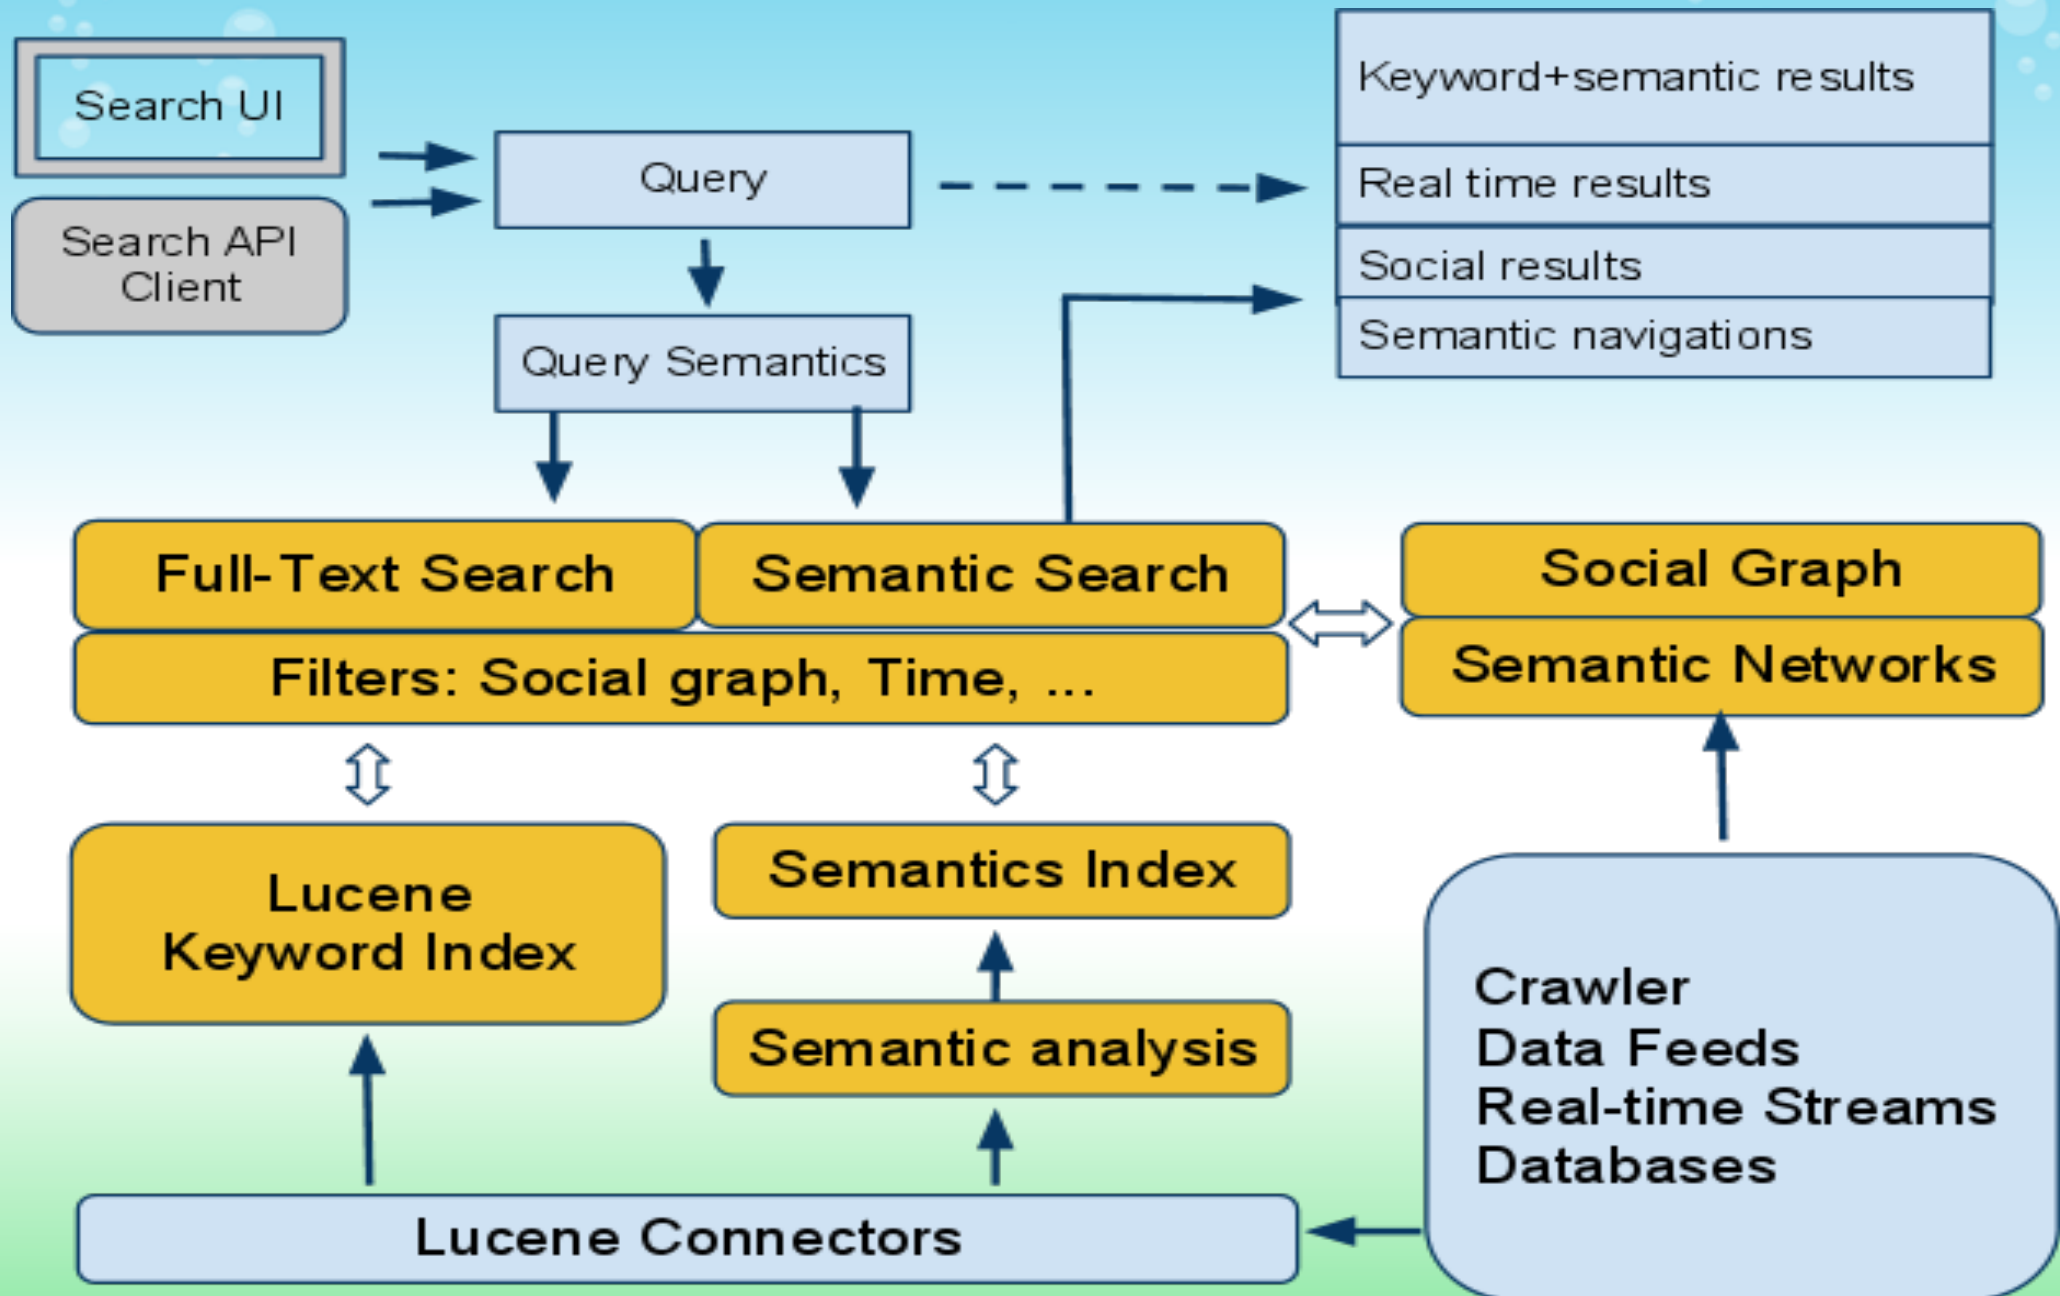 Search UI
Search API
Client
Query
Query Semantics
Keyword+semantic results
Real time results
Social results
Semantic navigations
Full-Text Search
Semantic Search
Filters: Social graph, Time, ...
Social Graph
Semantic Networks
Lucene
Keyword Index
Semantics Index
Semantic analysis
Crawler
Data Feeds
Real-time Streams
Databases
Lucene Connectors